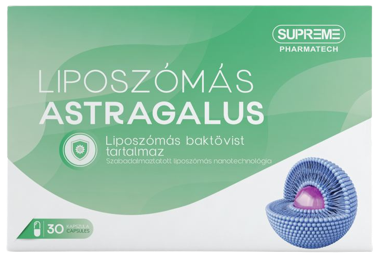 SUPREME
PHARMATECH
LIPOSZÓMÁS
ASTRAGALUS
Liposzómás baktövist
tartalmaz
Szabadalmaztatott liposzómás nanotechnológia
30
CAPSULES